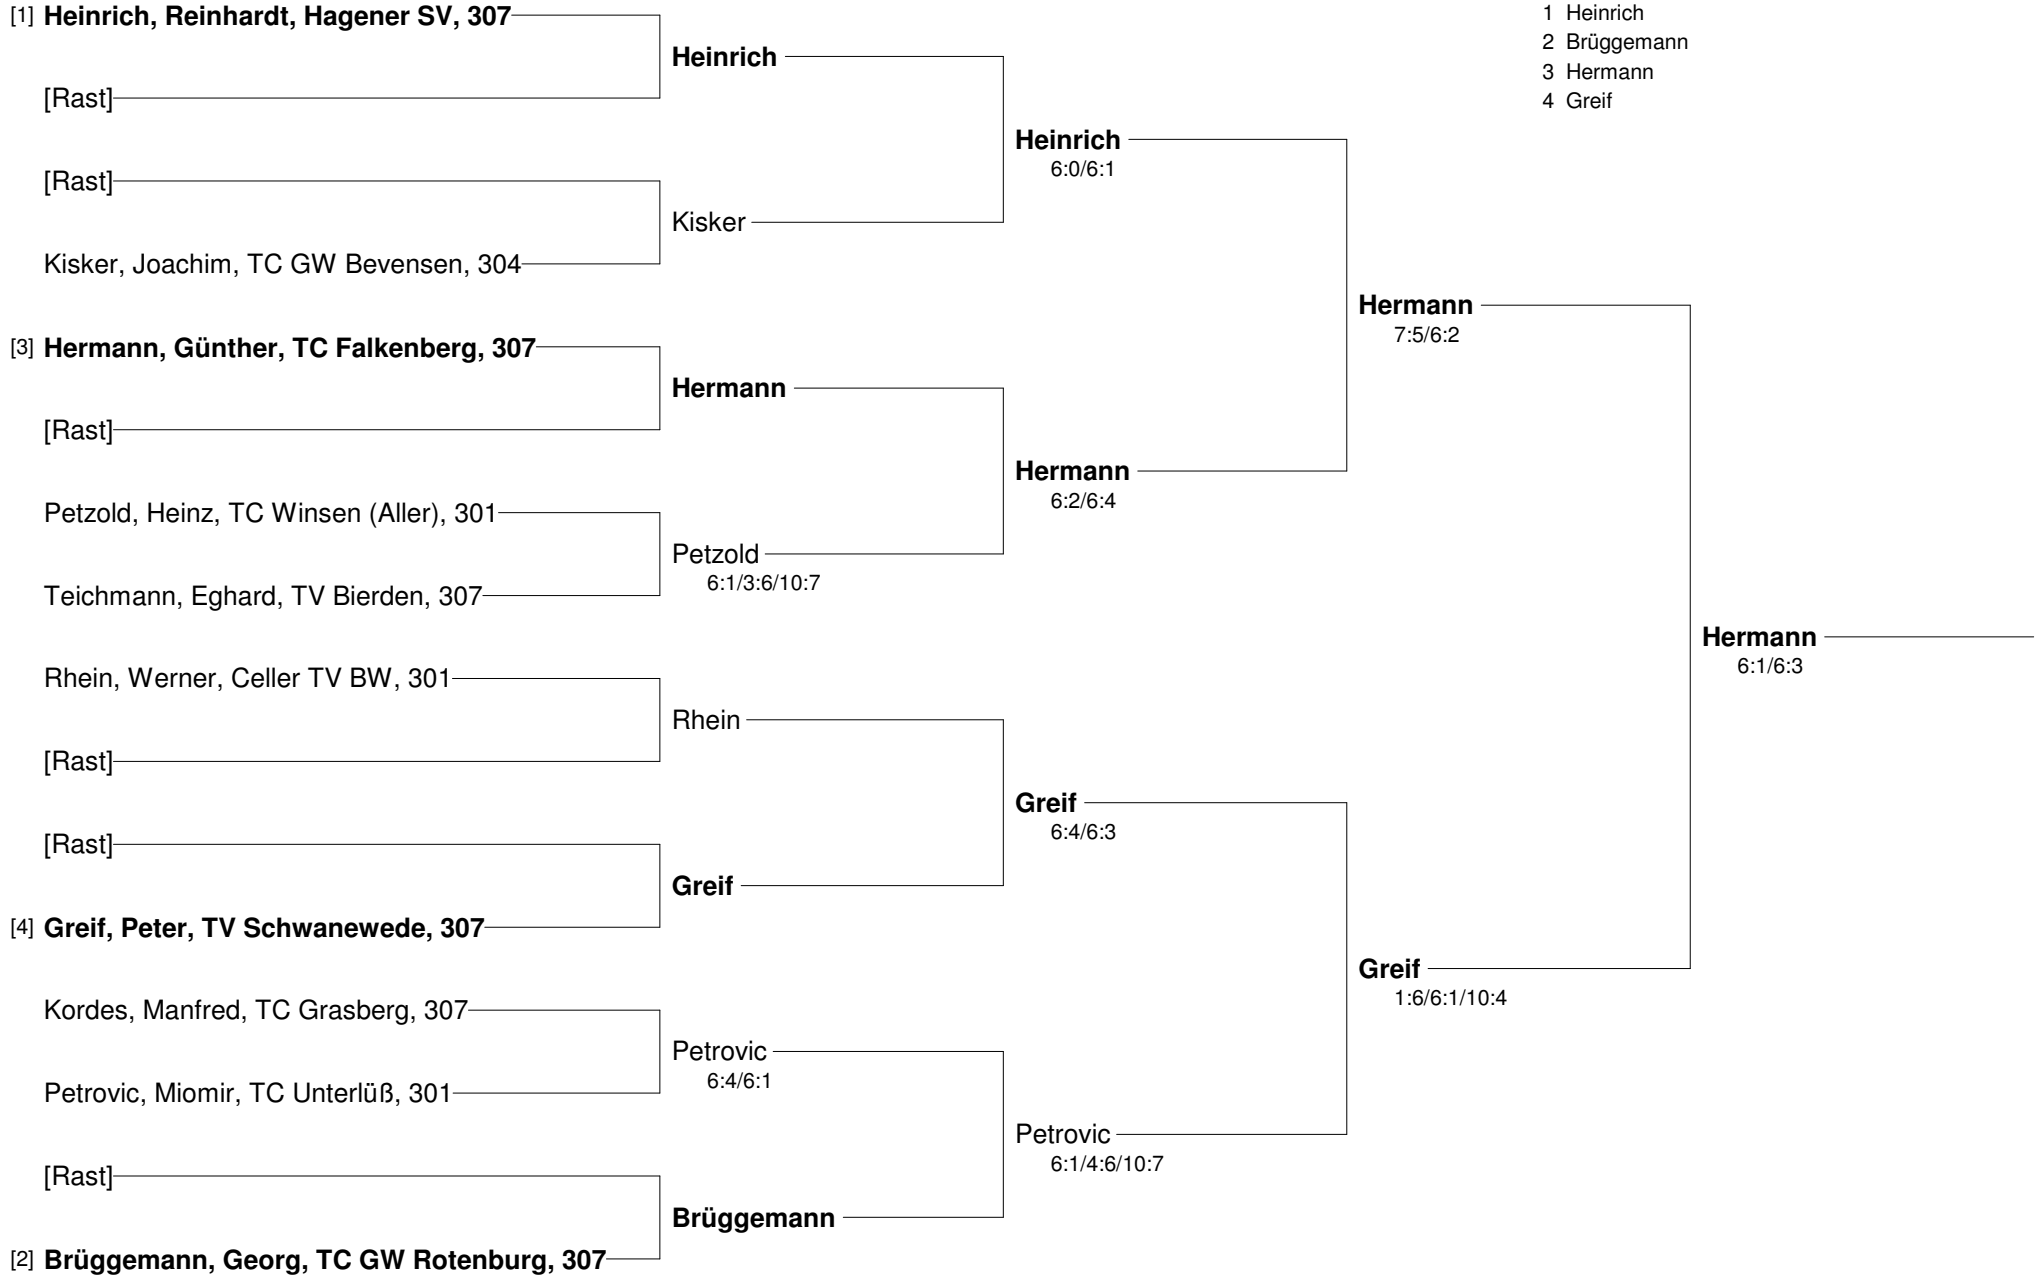 [1] Heinrich, Reinhardt, Hagener SV, 307
[Rast]
[Rast]
Kisker, Joachim, TC GW Bevensen, 304
[3] Hermann, Günther, TC Falkenberg, 307
[Rast]
Petzold, Heinz, TC Winsen (Aller), 301
Teichmann, Eghard, TV Bierden, 307
Rhein, Werner, Celler TV BW, 301
[Rast]
[Rast]
[4] Greif, Peter, TV Schwanewede, 307
Kordes, Manfred, TC Grasberg, 307
Petrovic, Miomir, TC Unterlüß, 301
[Rast]
[2] Brüggemann, Georg, TC GW Rotenburg, 307
Heinrich
Kisker
Hermann
Petzold
6:1/3:6/10:7
Rhein
Greif
Petrovic
6:4/6:1
Brüggemann
Heinrich
6:0/6:1
Hermann
6:2/6:4
Greif
6:4/6:3
Petrovic
6:1/4:6/10:7
Hermann
7:5/6:2
Greif
1:6/6:1/10:4
Hermann
6:1/6:3
1 Heinrich
2 Brüggemann
3 Hermann
4 Greif